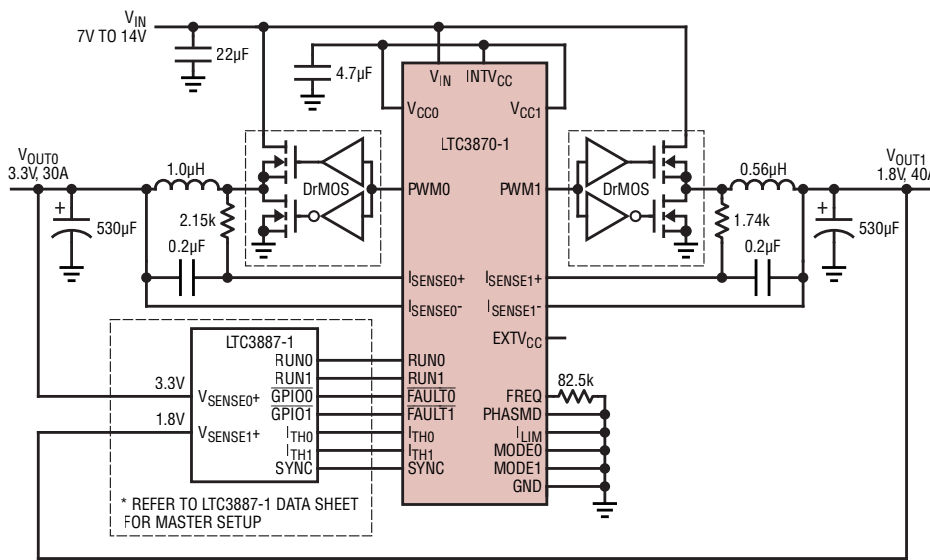 VIN
7V TO 14V
22µF
4.7µF
VIN
INTVCC
VCC0
VCC1
LTC3870-1
VOUT0
3.3V, 30A
1.0µH
DrMOS
PWM0
PWM1
DrMOS
0.56µH
VOUT1
1.8V, 40A
+
530µF
2.15k
0.2µF
1.74k
0.2µF
+
530µF
ISENSE0+
ISENSE1+
ISENSE0-
ISENSE1-
EXTVCC
LTC3887-1
RUN0
RUN0
RUN1
RUN1
3.3V
VSENSE0+
GPIO0
FAULT0
FREQ
82.5k
GPIO1
FAULT1
PHASMD
1.8V
VSENSE1+
ITH0
ITH0
ILIM
ITH1
ITH1
MODE0
SYNC
SYNC
MODE1
GND
* REFER TO LTC3887-1 DATA SHEET
FOR MASTER SETUP